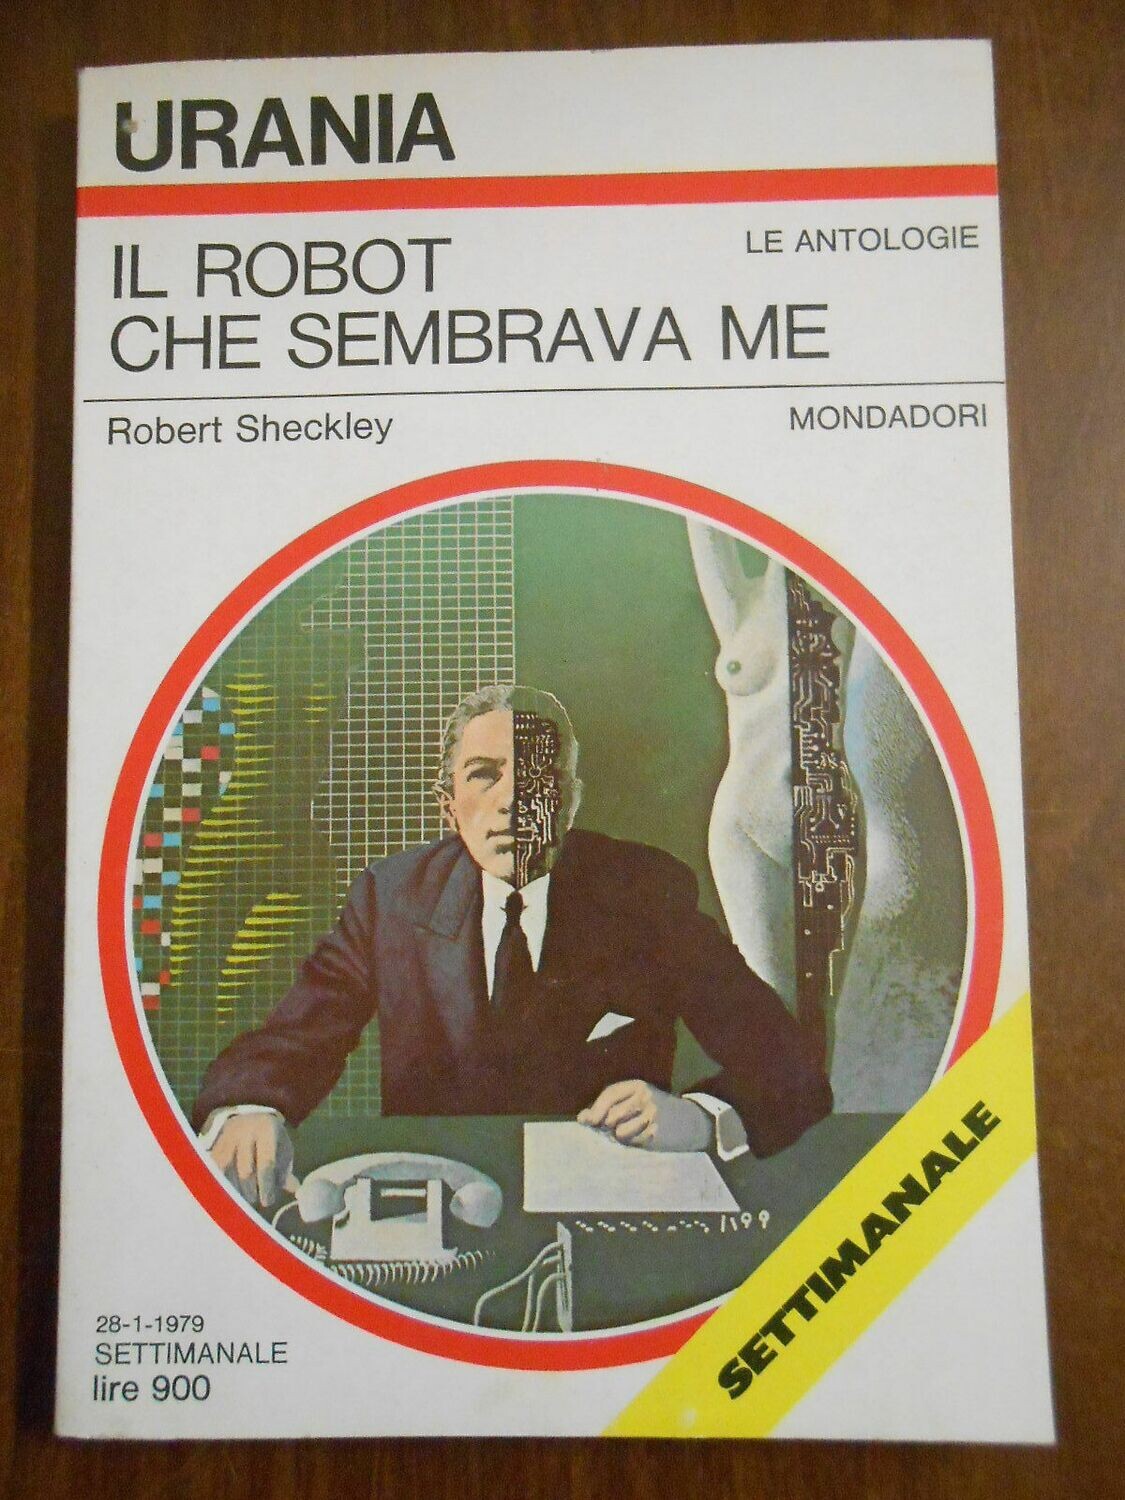 URANIA
IL ROBOT
CHE SEMBRAVA ME
LE ANTOLOGIE
Robert Sheckley
MONDADORI
28-1-1979
SETTIMANALE
lire 900
SETTIMANALE